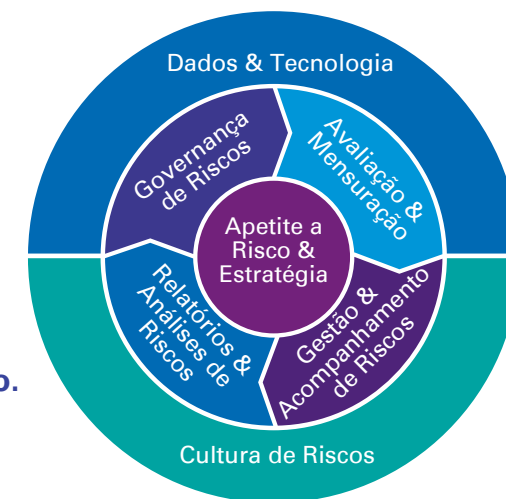 Dados & Tecnologia
Governança
de Riscos
Avaliação &
Mensuração
Apetite a
Risco &
Estratégia
Relatórios &
Análises de
Riscos
Gestão &
Acompanhamento
de Riscos
o.
Cultura de Riscos